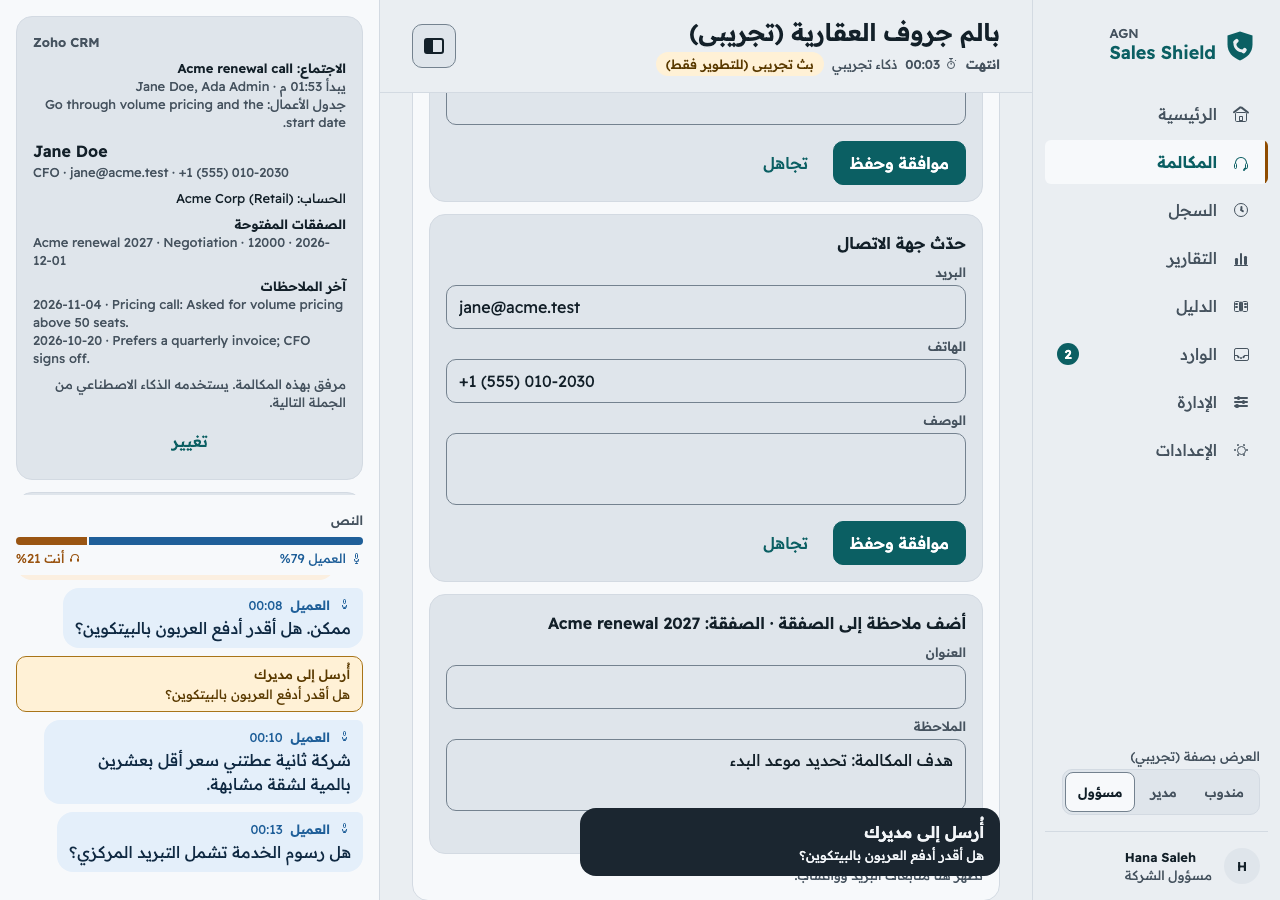 AGN
Sales Shield
الرئيسية
المكالمة
السجل
التقارير
الدليل
الوارد
2
الإدارة
الإعدادات
العرض بصفة (تجريبي)
مندوب
مدير
مسؤول
H
Hana Saleh
مسؤول الشركة
بالم جروف العقارية (تجريبي)
انتهت 00:03 ذكاء تجريبي بث تجريبي (للتطوير فقط)
موافقة وحفظ
تجاهل
حدّث جهة الاتصال
البريد
jane@acme.test
الهاتف
+1 (555) 010-2030
الوصف
موافقة وحفظ
تجاهل
أضف ملاحظة إلى الصفقة · الصفقة: Acme renewal 2027
العنوان
الملاحظة
هدف المكالمة: تحديد موعد البدء
أُرسل إلى مديرك
هل أقدر أدفع العربون بالبيتكوين؟
تظهر هنا متابعات البريد وواتساب.
Zoho CRM
الاجتماع: Acme renewal call
يبدأ 01:53 م · Jane Doe, Ada Admin
جدول الأعمال: Go through volume pricing and the
start date.
Jane Doe
CFO · jane@acme.test · +1 (555) 010-2030
الحساب: Acme Corp (Retail)
الصفقات المفتوحة
Acme renewal 2027 · Negotiation · 12000 · 2026-
12-01
آخر الملاحظات
2026-11-04 · Pricing call: Asked for volume pricing
above 50 seats.
2026-10-20 · Prefers a quarterly invoice; CFO
signs off.
مرفق بهذه المكالمة. يستخدمه الذكاء الاصطناعي من
الجملة التالية.
تغيير
النص
العميل 79%
أنت 21%
العميل 00:08
ممكن. هل أقدر أدفع العربون بالبيتكوين؟
أُرسل إلى مديرك
هل أقدر أدفع العربون بالبيتكوين؟
العميل 00:10
شركة ثانية عطتني سعر أقل بعشرين
بالمية لشقة مشابهة.
العميل 00:13
هل رسوم الخدمة تشمل التبريد المركزي؟